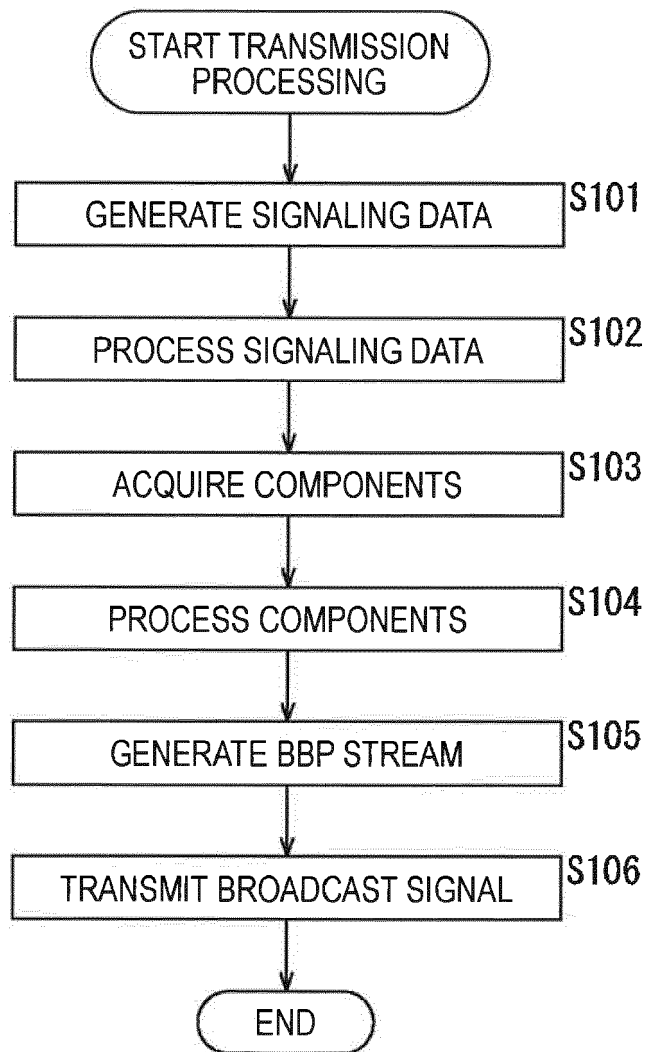 START TRANSMISSION
PROCESSING
S101
GENERATE SIGNALING DATA
S102
PROCESS SIGNALING DATA
S103
ACQUIRE COMPONENTS
S104
PROCESS COMPONENTS
S105
GENERATE BBP STREAM
S106
TRANSMIT BROADCAST SIGNAL
END